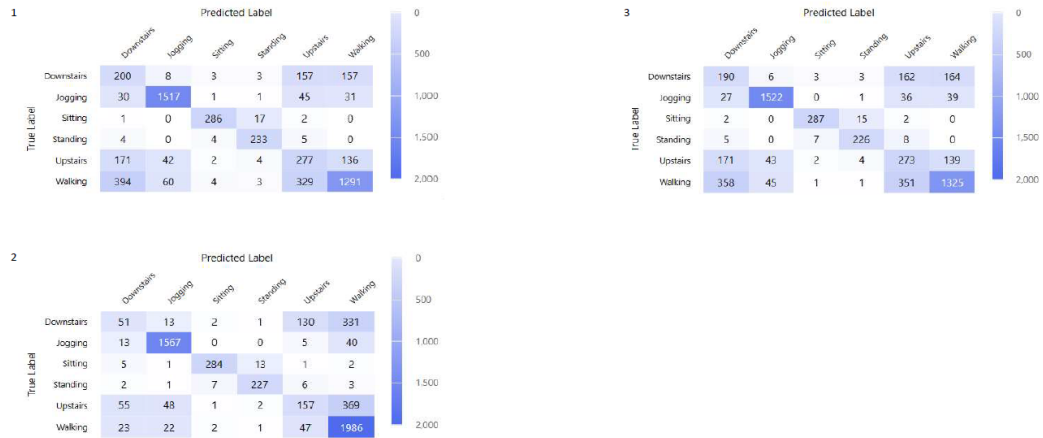 1
Predicted Label
Downstairs Jogging Sitting Standing Upstairs Walking
True Label
Downstairs 200 8 3 3 157 157
Jogging 30 1517 1 1 45 31
Sitting 1 0 286 17 2 0
Standing 4 0 4 233 5 0
Upstairs 171 42 2 4 277 136
Walking 394 60 4 3 329 1291
0
500
1,000
1,500
2,000
3
Predicted Label
Downstairs Jogging Sitting Standing Upstairs Walking
True Label
Downstairs 190 6 3 3 162 164
Jogging 27 1522 0 1 36 39
Sitting 2 0 287 15 2 0
Standing 5 0 7 226 8 0
Upstairs 171 43 2 4 273 139
Walking 358 45 1 1 351 1325
0
500
1,000
1,500
2,000
2
Predicted Label
Downstairs Jogging Sitting Standing Upstairs Walking
True Label
Downstairs 51 13 2 1 130 331
Jogging 13 1567 0 0 5 40
Sitting 5 1 284 13 1 2
Standing 2 1 7 227 6 3
Upstairs 55 48 1 2 157 369
Walking 23 22 2 1 47 1986
0
500
1,000
1,500
2,000